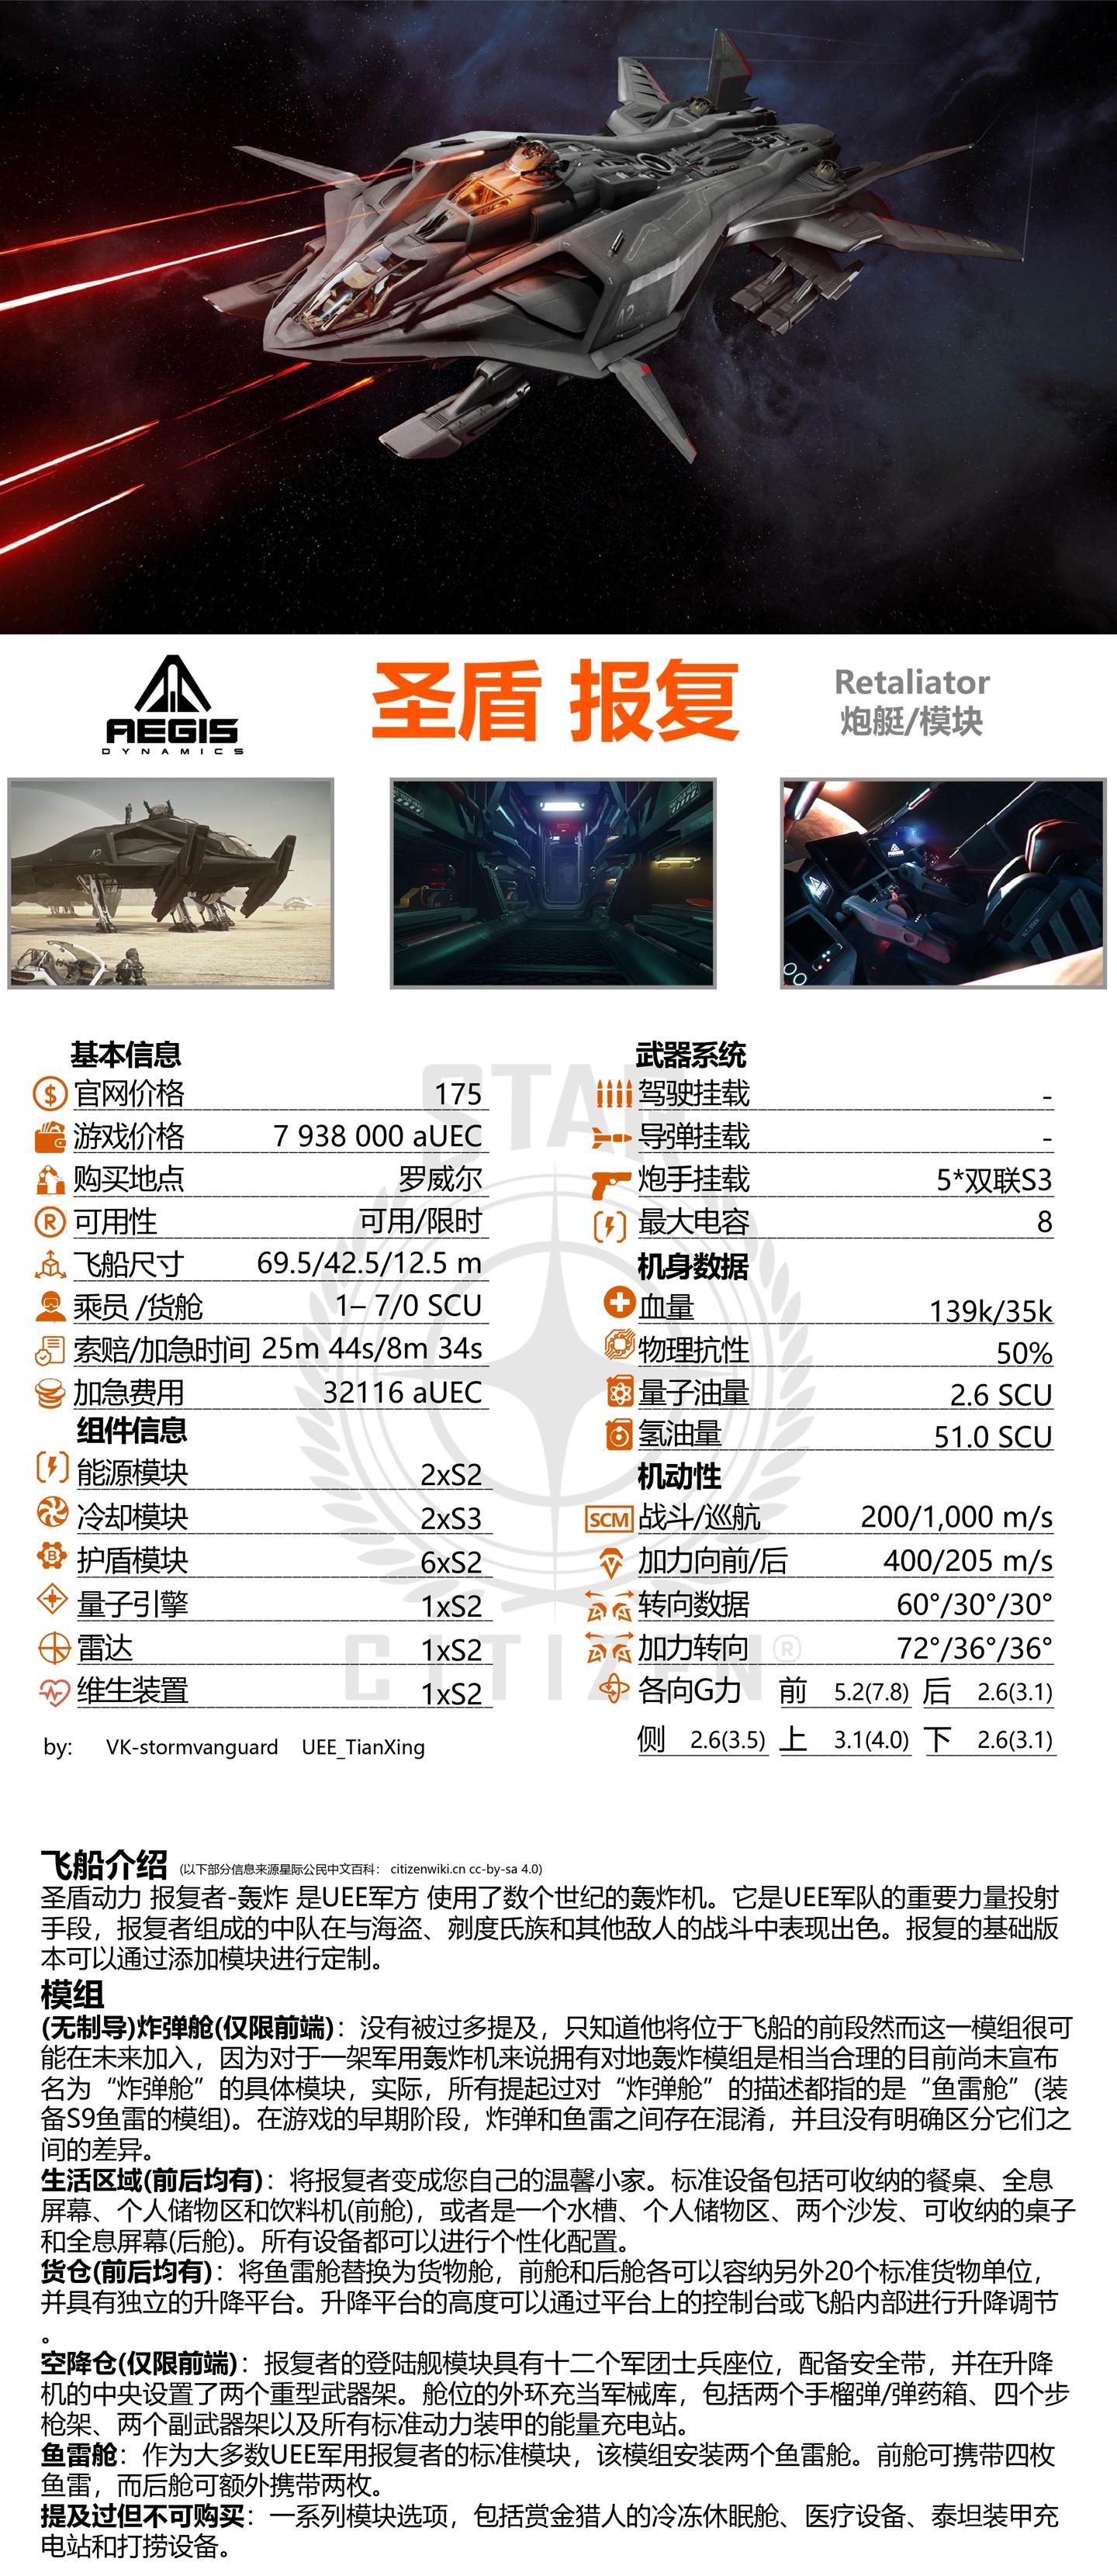 AEGIS
DYNAMICS
圣盾 报复
Retaliator
炮艇/模块
STAR
CITIZEN®
基本信息
官网价格 175
游戏价格 7 938 000 aUEC
购买地点 罗威尔
可用性 可用/限时
飞船尺寸 69.5/42.5/12.5 m
乘员 /货舱 1– 7/0 SCU
索赔/加急时间 25m 44s/8m 34s
加急费用 32116 aUEC
组件信息
能源模块 2xS2
冷却模块 2xS3
护盾模块 6xS2
量子引擎 1xS2
雷达 1xS2
维生装置 1xS2
by: VK-stormvanguard UEE_TianXing
武器系统
驾驶挂载 -
导弹挂载 -
炮手挂载 5*双联S3
最大电容 8
机身数据
血量 139k/35k
物理抗性 50%
量子油量 2.6 SCU
氢油量 51.0 SCU
机动性
SCM 战斗/巡航 200/1,000 m/s
加力向前/后 400/205 m/s
转向数据 60°/30°/30°
加力转向 72°/36°/36°
各向G力 前 5.2(7.8) 后 2.6(3.1)
侧 2.6(3.5) 上 3.1(4.0) 下 2.6(3.1)
飞船介绍 (以下部分信息来源星际公民中文百科： citizenwiki.cn cc-by-sa 4.0)
圣盾动力 报复者-轰炸 是UEE军方 使用了数个世纪的轰炸机。它是UEE军队的重要力量投射
手段，报复者组成的中队在与海盗、剜度氏族和其他敌人的战斗中表现出色。报复的基础版
本可以通过添加模块进行定制。
模组
(无制导)炸弹舱(仅限前端)：没有被过多提及，只知道他将位于飞船的前段然而这一模组很可
能在未来加入，因为对于一架军用轰炸机来说拥有对地轰炸模组是相当合理的目前尚未宣布
名为“炸弹舱”的具体模块，实际，所有提起过对“炸弹舱”的描述都指的是“鱼雷舱”(装
备S9鱼雷的模组)。在游戏的早期阶段，炸弹和鱼雷之间存在混淆，并且没有明确区分它们之
间的差异。
生活区域(前后均有)：将报复者变成您自己的温馨小家。标准设备包括可收纳的餐桌、全息
屏幕、个人储物区和饮料机(前舱)，或者是一个水槽、个人储物区、两个沙发、可收纳的桌子
和全息屏幕(后舱)。所有设备都可以进行个性化配置。
货仓(前后均有)：将鱼雷舱替换为货物舱，前舱和后舱各可以容纳另外20个标准货物单位，
并具有独立的升降平台。升降平台的高度可以通过平台上的控制台或飞船内部进行升降调节
。
空降仓(仅限前端)：报复者的登陆舰模块具有十二个军团士兵座位，配备安全带，并在升降
机的中央设置了两个重型武器架。舱位的外环充当军械库，包括两个手榴弹/弹药箱、四个步
枪架、两个副武器架以及所有标准动力装甲的能量充电站。
鱼雷舱：作为大多数UEE军用报复者的标准模块，该模组安装两个鱼雷舱。前舱可携带四枚
鱼雷，而后舱可额外携带两枚。
提及过但不可购买：一系列模块选项，包括赏金猎人的冷冻休眠舱、医疗设备、泰坦装甲充
电站和打捞设备。